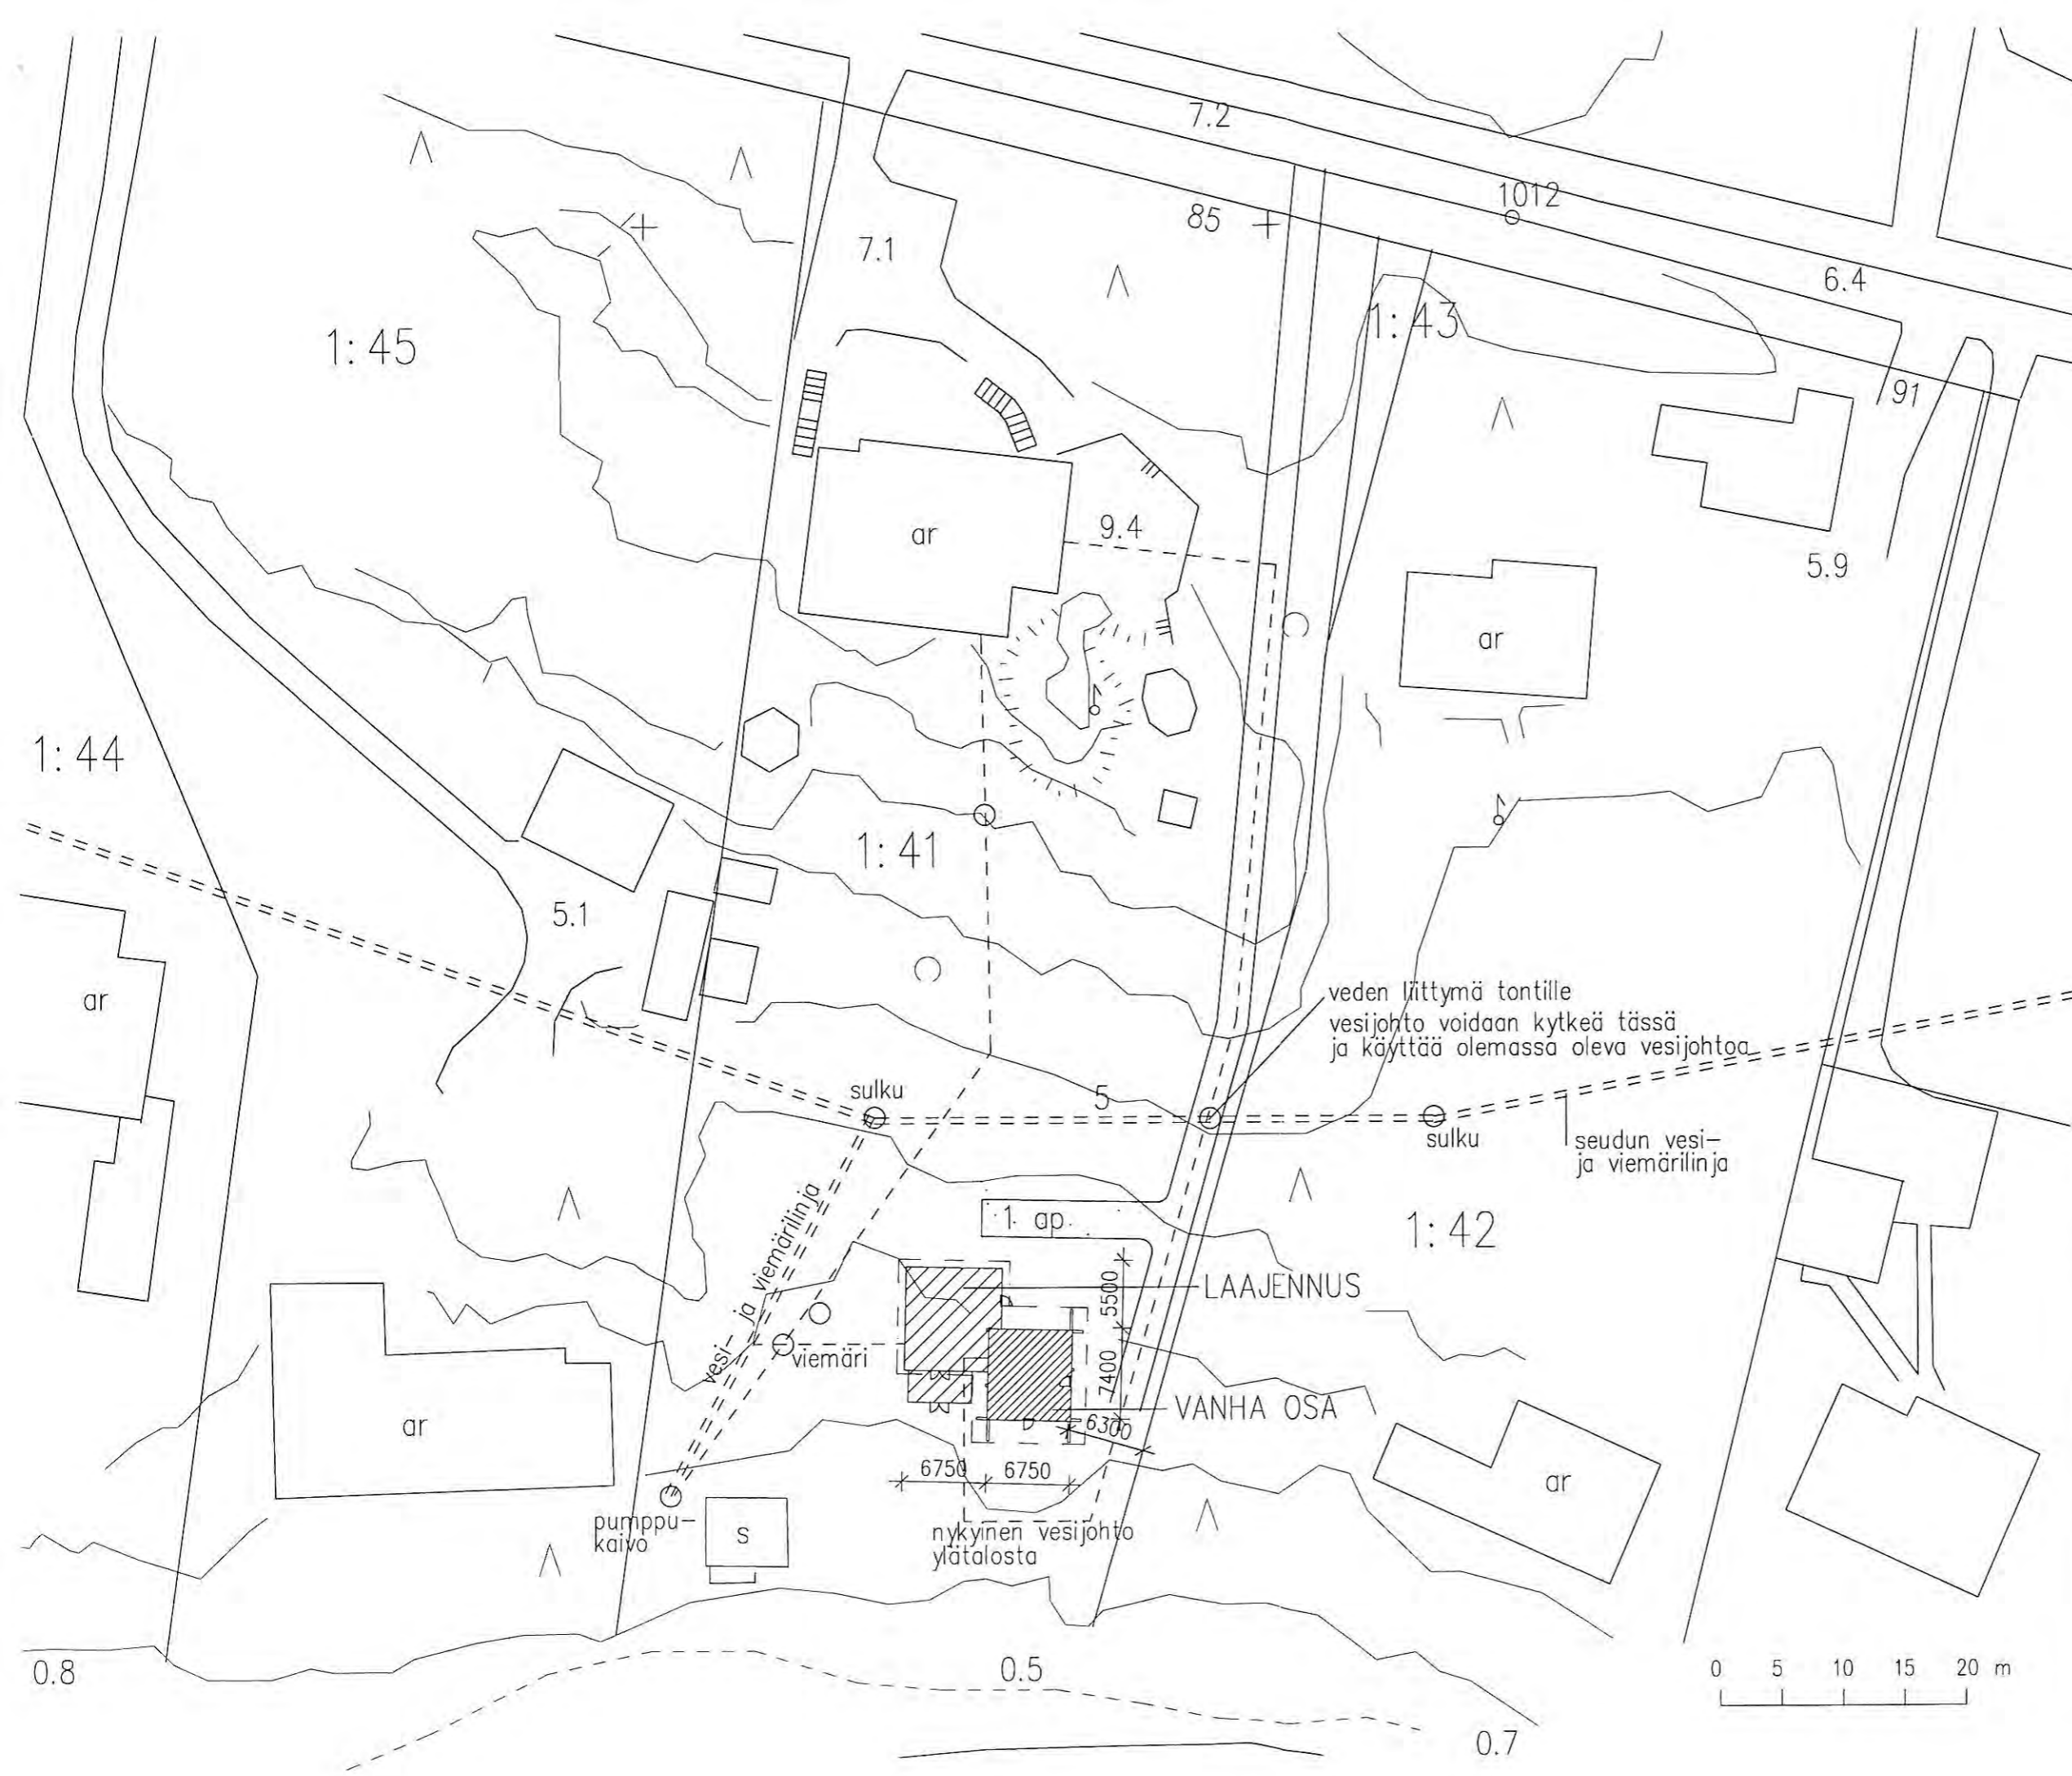 7.2
1012
85
7.1
6.4
1:43
1:45
91
ar
9.4
5.9
ar
1:44
1:41
5.1
ar
veden liittymä tontille
vesijohto voidaan kytkeä tässä
ja käyttää olemassa oleva vesijohtoa
sulku
5
sulku
seudun vesi-
ja viemärilinja
vesi- ja viemärilinja
1 ap
1:42
5500
LAAJENNUS
viemäri
7400
VANHA OSA
6300
ar
6750
6750
ar
pumppu-
kaivo
s
nykyinen vesijohto
ylätalosta
0.8
0.5
0 5 10 15 20 m
0.7